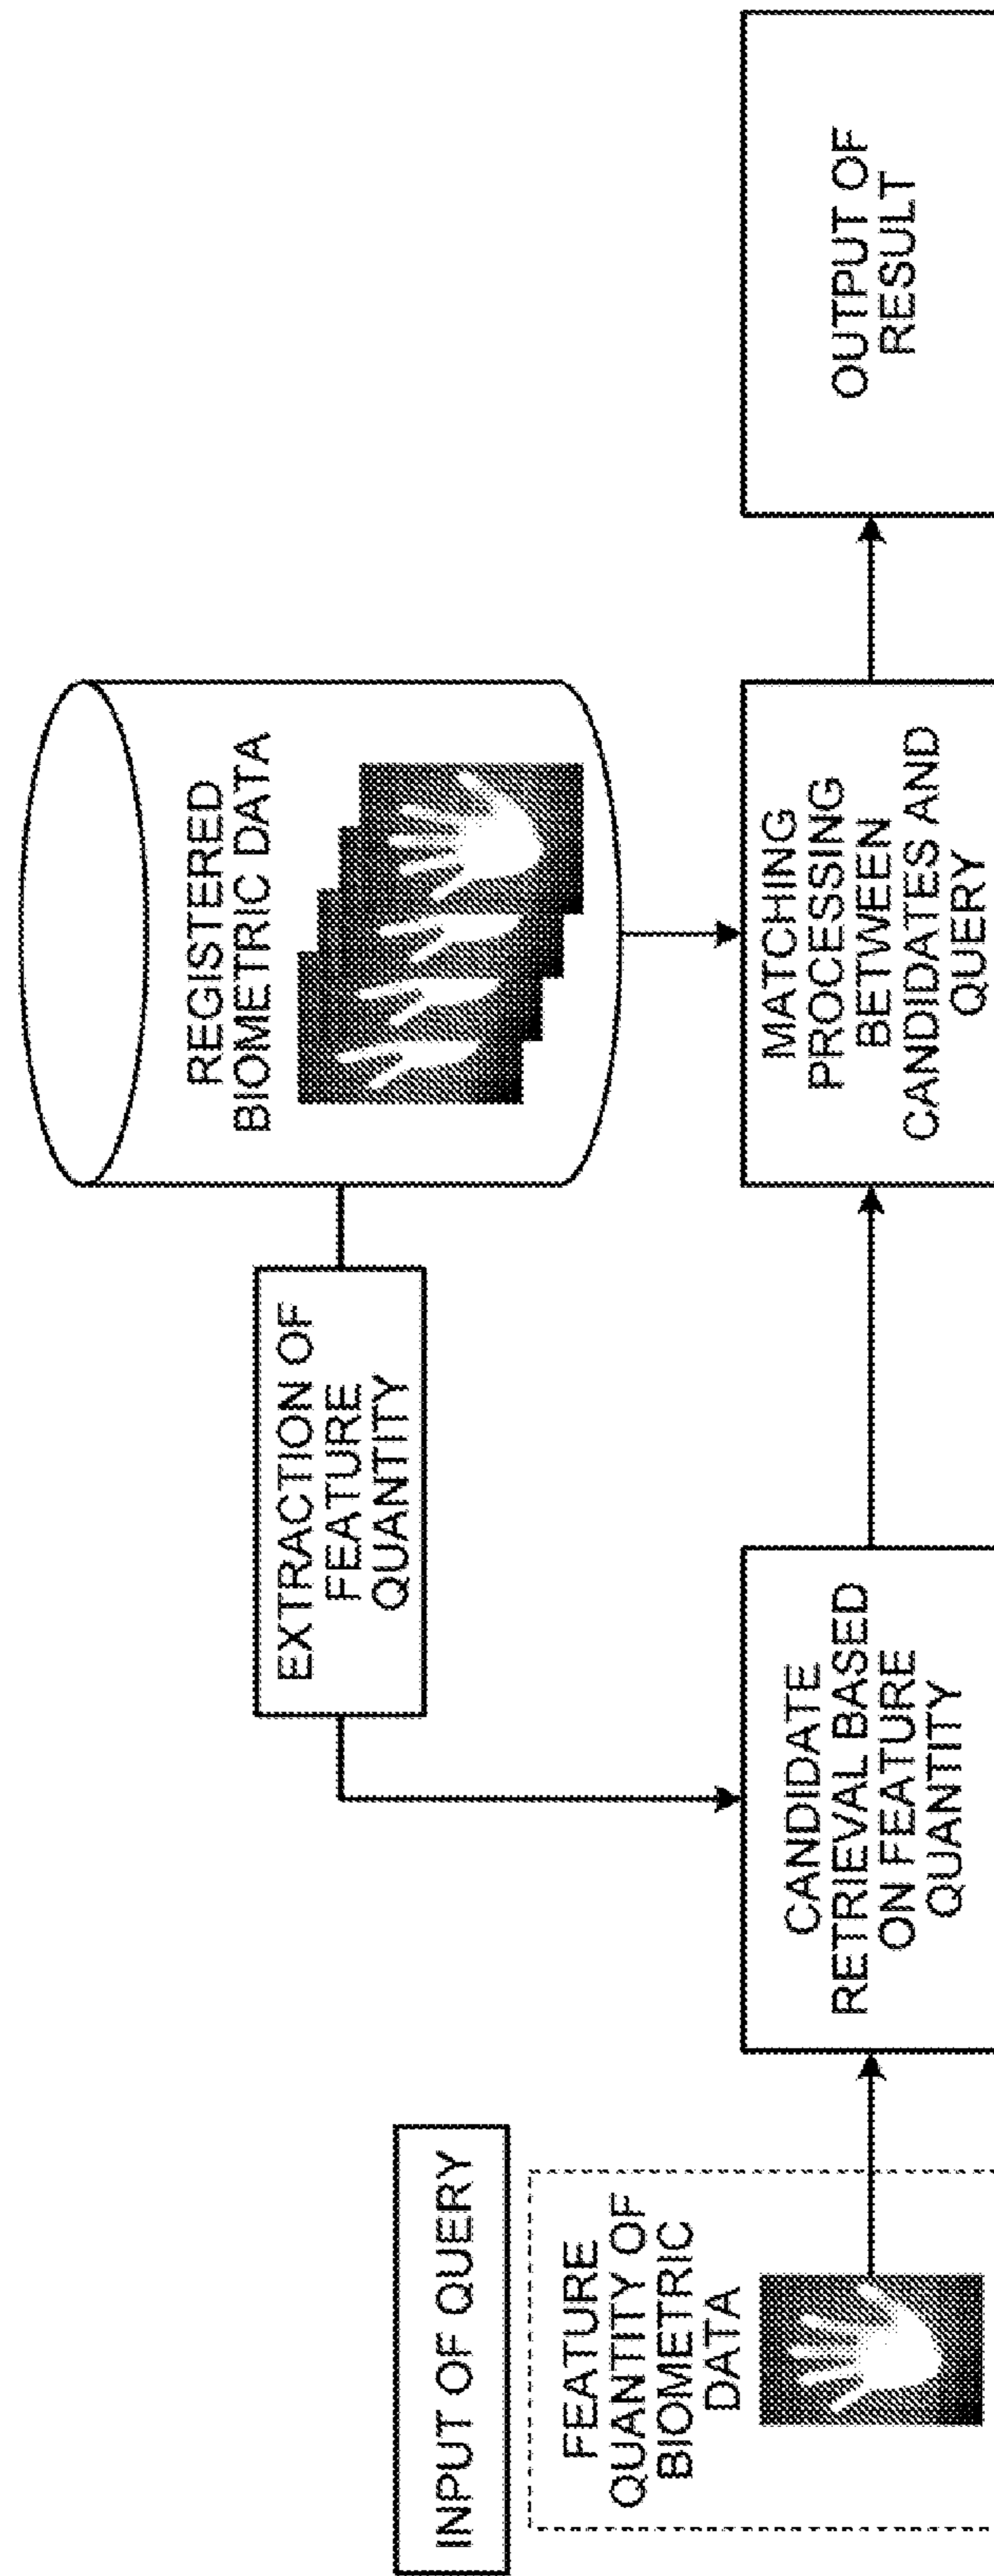 INPUT OF QUERY
FEATURE
QUANTITY OF
BIOMETRIC
DATA
EXTRACTION OF
FEATURE
QUANTITY
CANDIDATE
RETRIEVAL BASED
ON FEATURE
QUANTITY
REGISTERED
BIOMETRIC DATA
MATCHING
PROCESSING
BETWEEN
CANDIDATES AND
QUERY
OUTPUT OF
RESULT